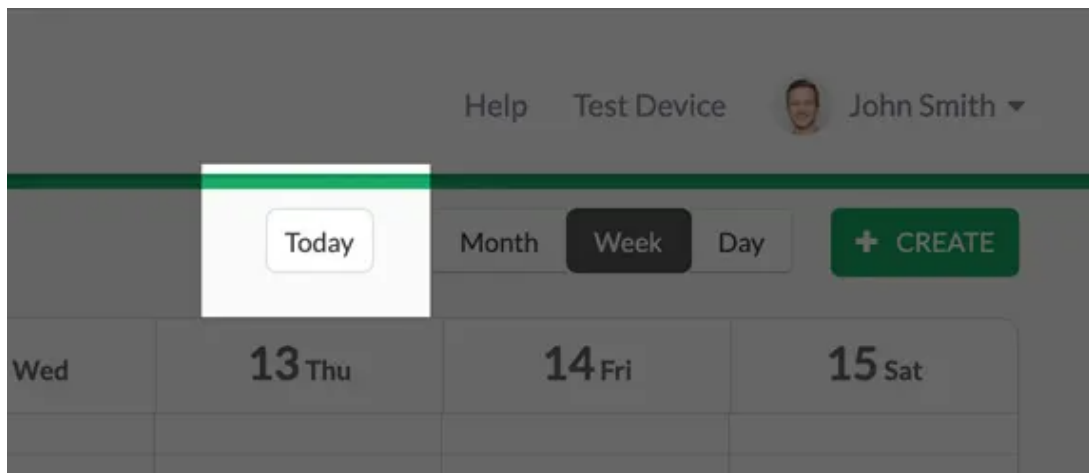 Help Test Device John Smith
Today Month Week Day + CREATE
Wed 13 Thu 14 Fri 15 Sat